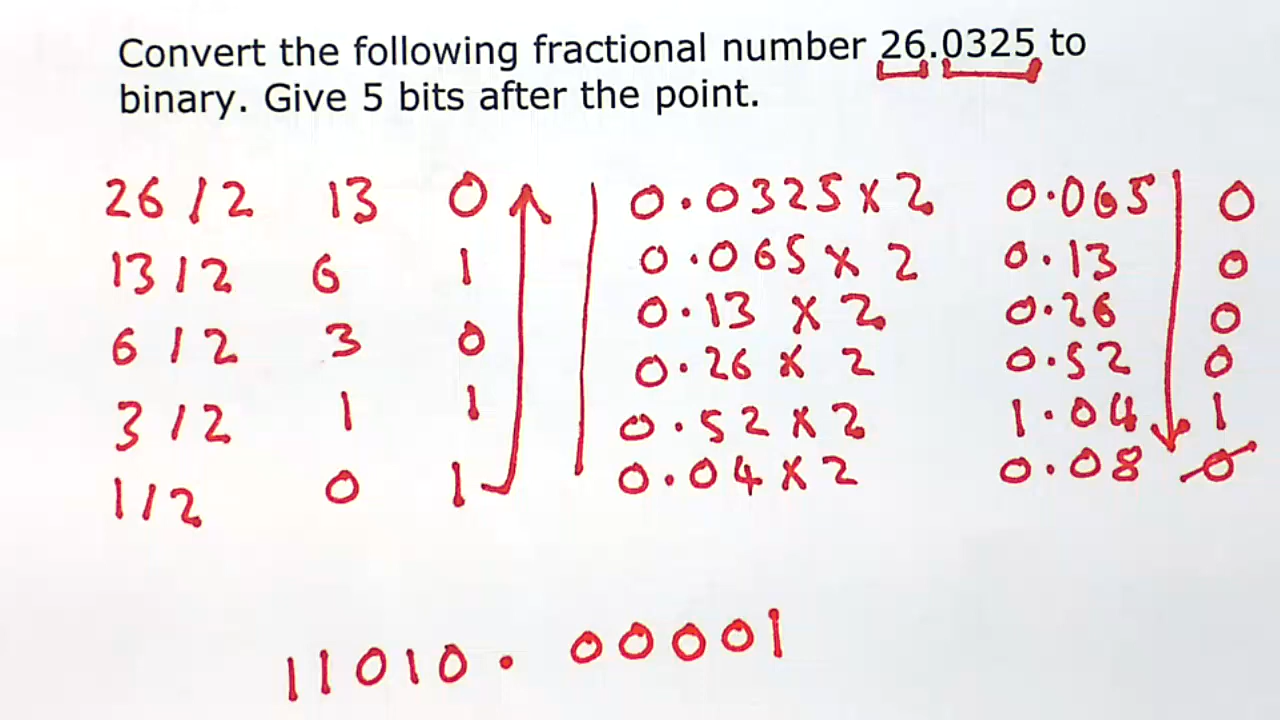 Convert the following fractional number 26.0325 to
binary. Give 5 bits after the point.
26 / 2 13 0
13 / 2 6 1
6 / 2 3 0
3 / 2 1 1
1 / 2 0 1
0.0325 x 2 0.065 0
0.065 x 2 0.13 0
0.13 x 2 0.26 0
0.26 x 2 0.52 0
0.52 x 2 1.04 1
0.04 x 2 0.08 0
11010.00001